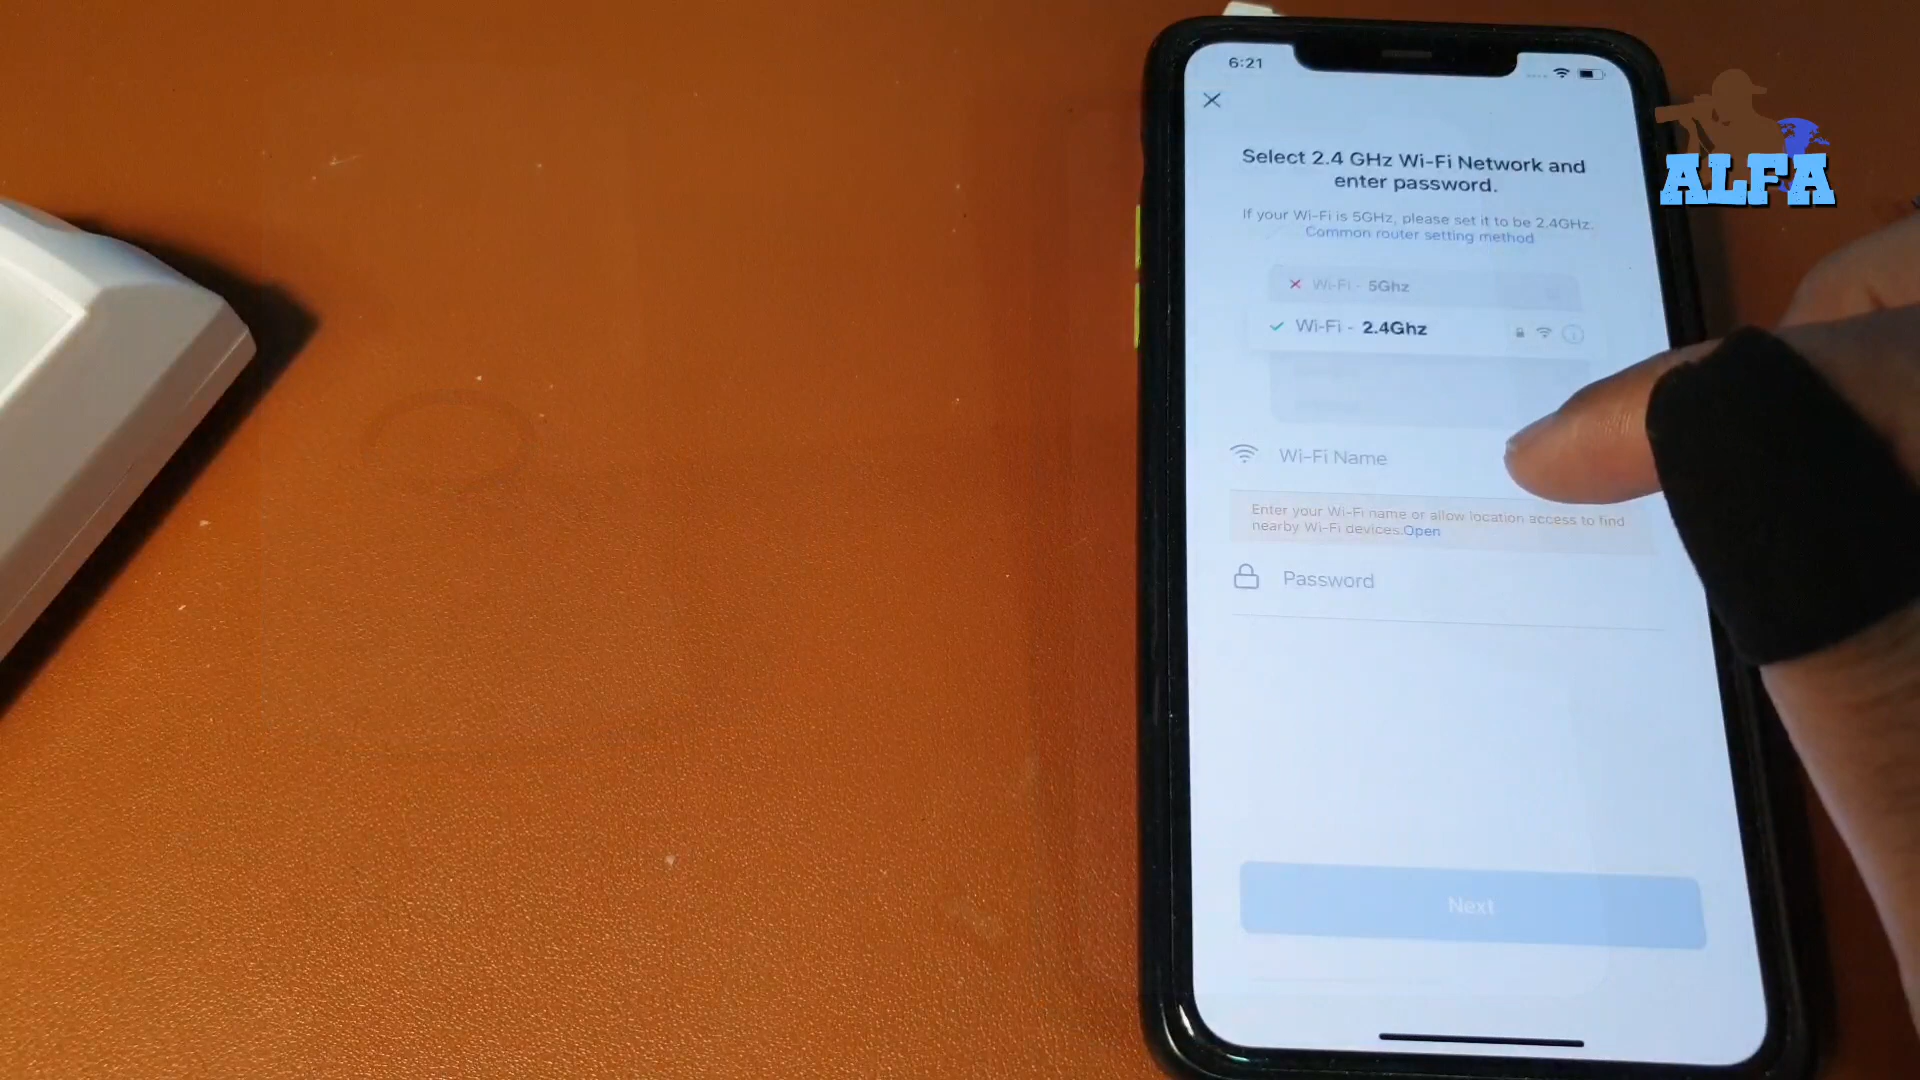 6:21
ALFA
Select 2.4 GHz Wi-Fi Network and
enter password.
If your Wi-Fi is 5GHz, please set it to be 2.4GHz.
Common router setting method
Wi-Fi - 5Ghz
Wi-Fi - 2.4Ghz
Wi-Fi Name
Enter your Wi-Fi name or allow location access to find
nearby Wi-Fi devices.Open
Password
Next